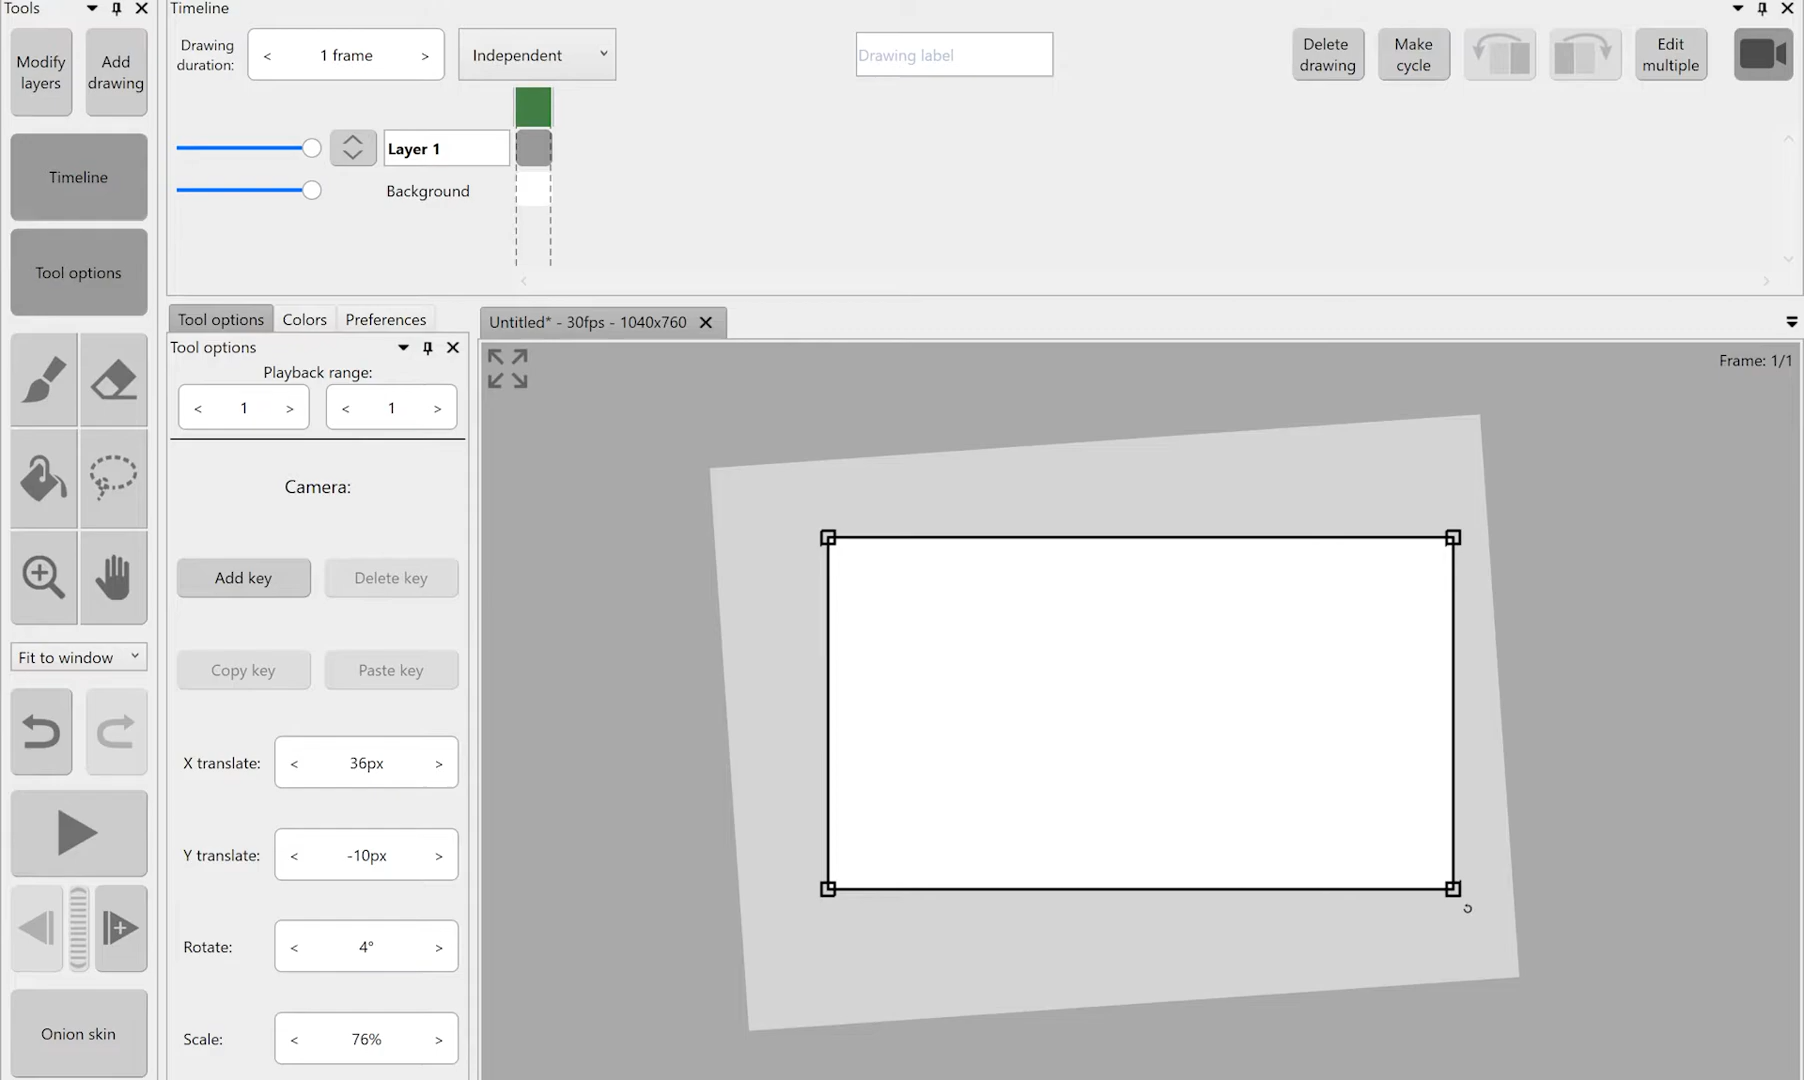 Tools
Timeline
Modify layers
Add drawing
Drawing duration:
< 1 frame >
Independent
Drawing label
Delete drawing
Make cycle
Edit multiple
Layer 1
Background
Timeline
Tool options
Tool options Colors Preferences
Untitled* - 30fps - 1040x760
Tool options
Frame: 1/1
Playback range:
< 1 >
< 1 >
Camera:
Add key
Delete key
Copy key
Paste key
Fit to window
X translate: < 36px >
Y translate: < -10px >
Rotate: < 4° >
Scale: < 76% >
Onion skin